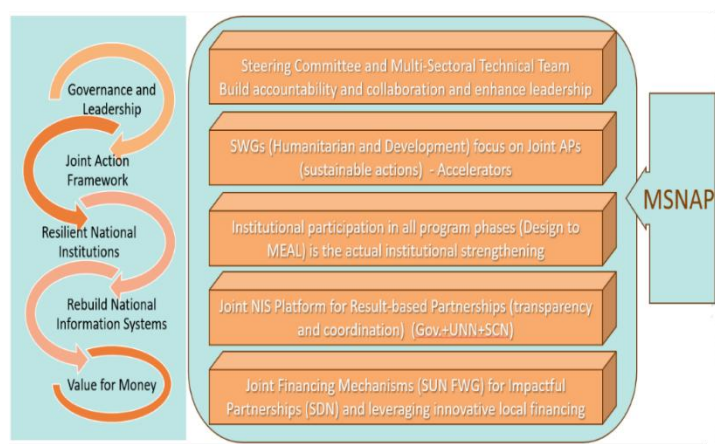 Governance and
Leadership
Joint Action
Framework
Resilient National
Institutions
Rebuild National
Information Systems
Value for Money
Steering Committee and Multi-Sectoral Technical Team
Build accountability and collaboration and enhance leadership
SWGs (Humanitarian and Development) focus on Joint APs
(sustainable actions) - Accelerators
Institutional participation in all program phases (Design to
MEAL) is the actual institutional strengthening
Joint NIS Platform for Result-based Partnerships (transparency
and coordination) (Gov.+UNN+SCN)
Joint Financing Mechanisms (SUN FWG) for Impactful
Partnerships (SDN) and leveraging innovative local financing
MSNAP